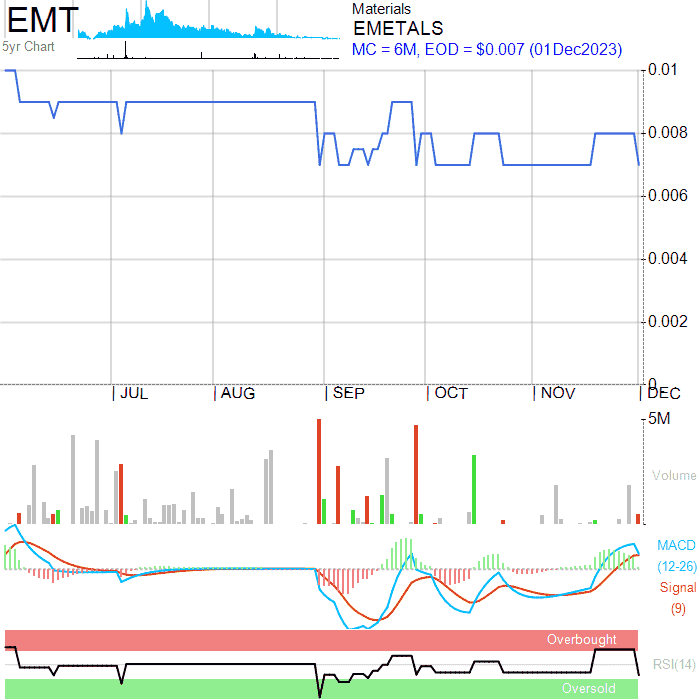 EMT
5yr Chart
Materials
EMETALS
MC = 6M, EOD = $0.007 (01Dec2023)
0.01
0.008
0.006
0.004
0.002
0
JUL AUG SEP OCT NOV DEC
5M
Volume
MACD
(12-26)
Signal
(9)
Overbought
RSI(14)
Oversold